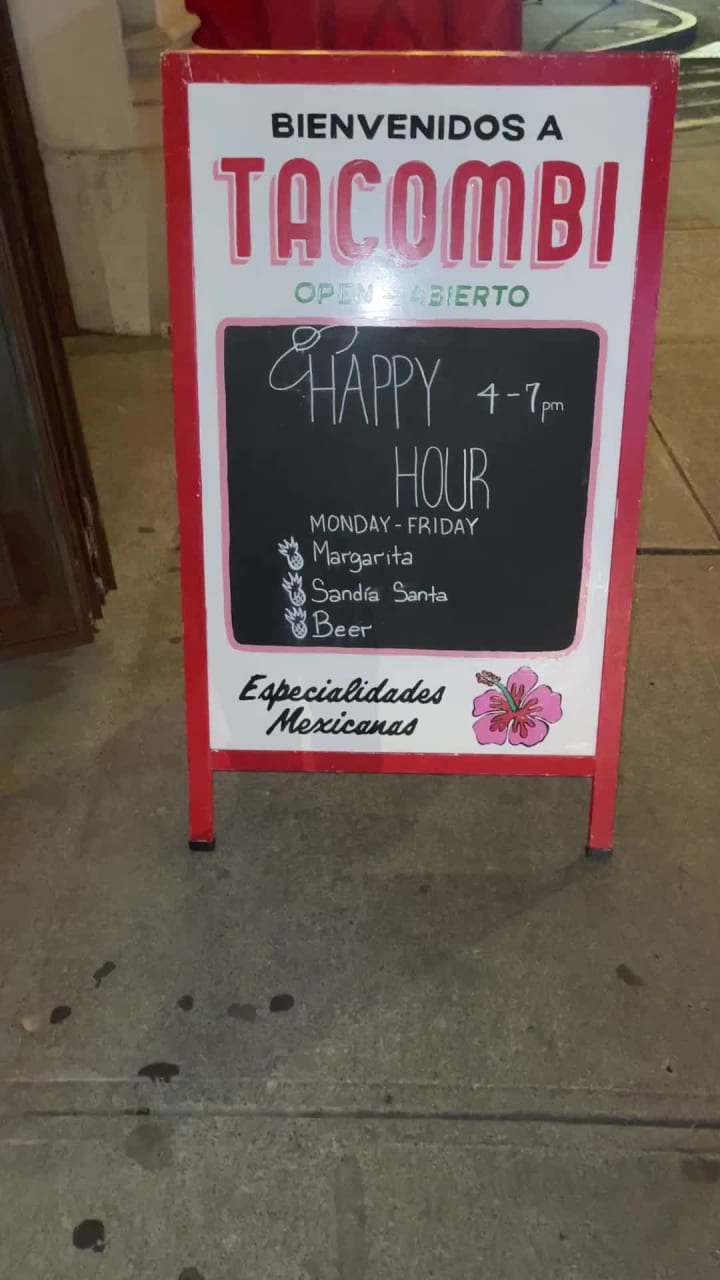 BIENVENIDOS A
TACOMBI
OPEN - ABIERTO
HAPPY 4-7pm
HOUR
MONDAY-FRIDAY
Margarita
Sandía Santa
Beer
Especialidades
Mexicanas